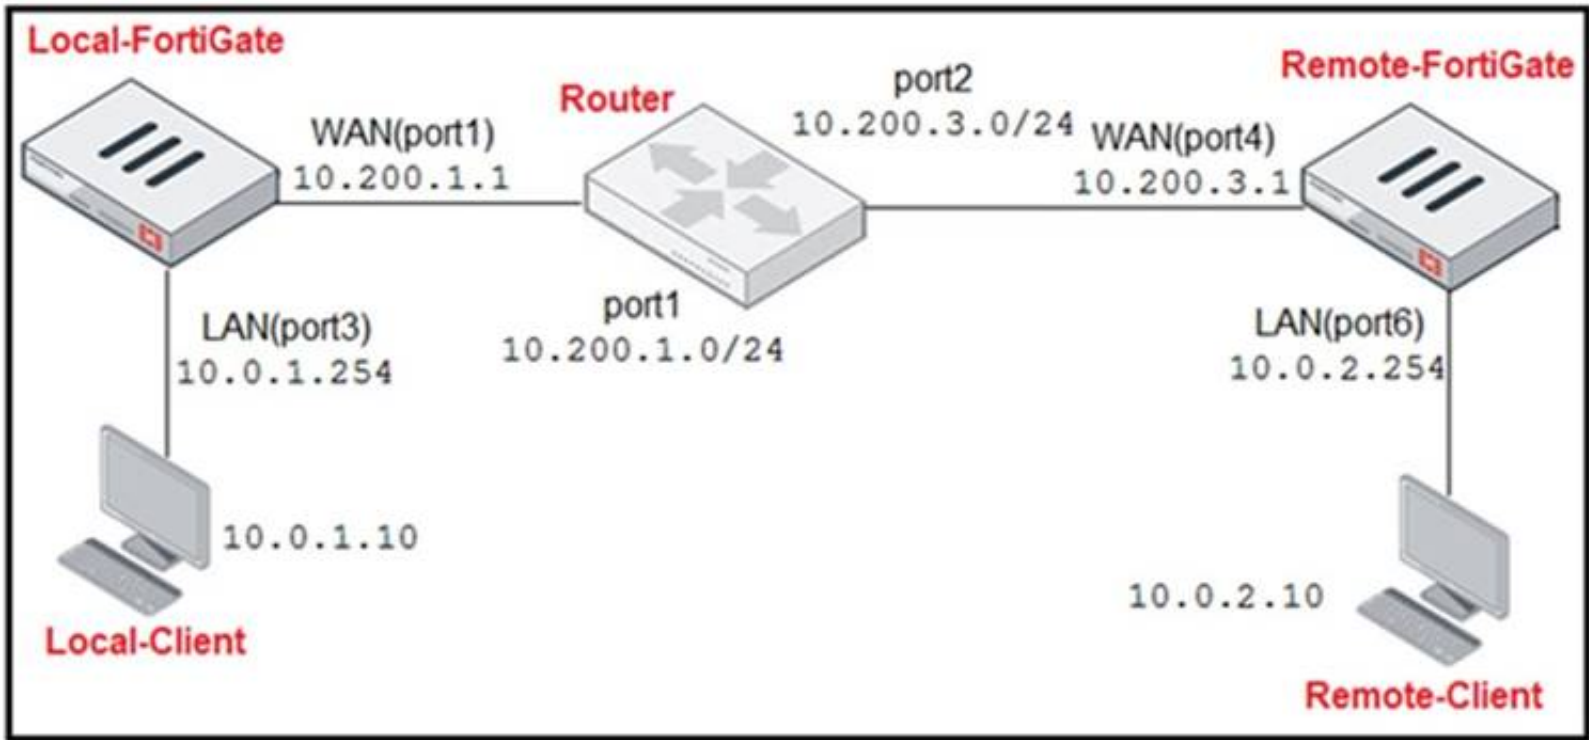 Local-FortiGate
WAN(port1)
10.200.1.1
Router
port2
10.200.3.0/24
Remote-FortiGate
WAN(port4)
10.200.3.1
LAN(port3)
10.0.1.254
port1
10.200.1.0/24
LAN(port6)
10.0.2.254
10.0.1.10
Local-Client
10.0.2.10
Remote-Client